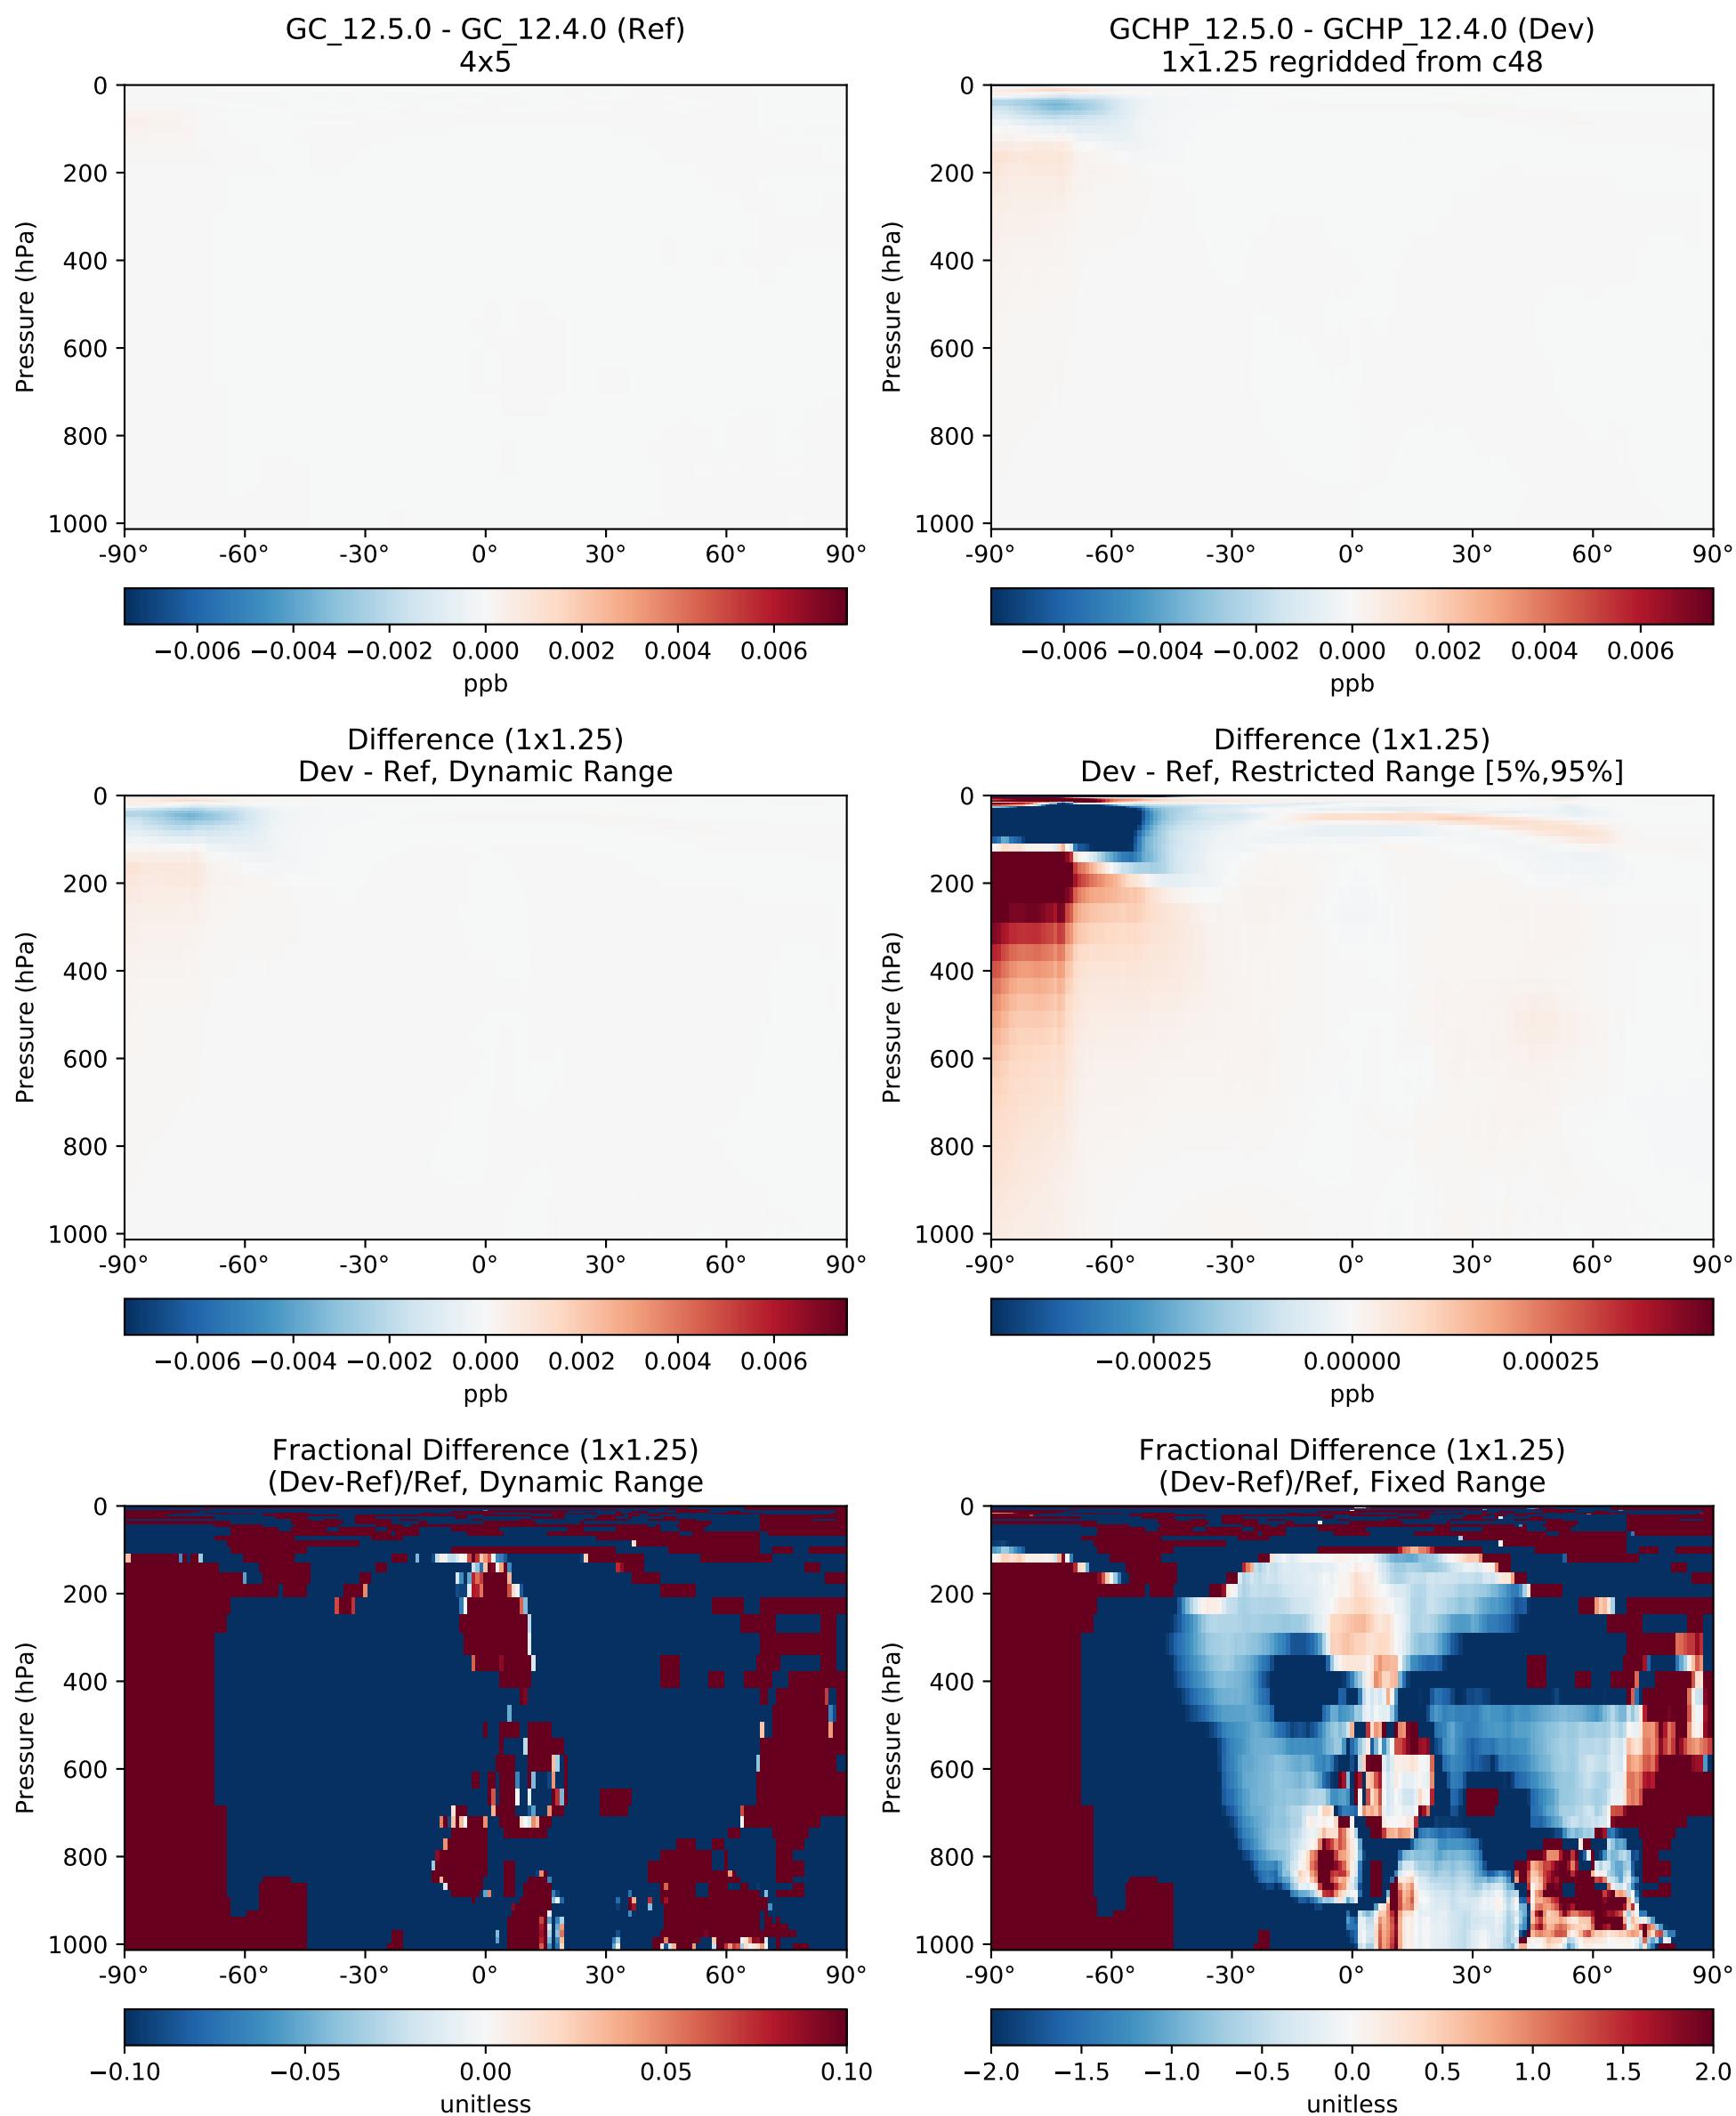 GC_12.5.0 - GC_12.4.0 (Ref)
4x5
0
200
400
600
800
1000
Pressure (hPa)
-90° -60° -30° 0° 30° 60° 90°
−0.006 −0.004 −0.002 0.000 0.002 0.004 0.006
ppb
GCHP_12.5.0 - GCHP_12.4.0 (Dev)
1x1.25 regridded from c48
0
200
400
600
800
1000
Pressure (hPa)
-90° -60° -30° 0° 30° 60° 90°
−0.006 −0.004 −0.002 0.000 0.002 0.004 0.006
ppb
Difference (1x1.25)
Dev - Ref, Dynamic Range
0
200
400
600
800
1000
Pressure (hPa)
-90° -60° -30° 0° 30° 60° 90°
−0.006 −0.004 −0.002 0.000 0.002 0.004 0.006
ppb
Difference (1x1.25)
Dev - Ref, Restricted Range [5%,95%]
0
200
400
600
800
1000
Pressure (hPa)
-90° -60° -30° 0° 30° 60° 90°
−0.00025 0.00000 0.00025
ppb
Fractional Difference (1x1.25)
(Dev-Ref)/Ref, Dynamic Range
0
200
400
600
800
1000
Pressure (hPa)
-90° -60° -30° 0° 30° 60° 90°
−0.10 −0.05 0.00 0.05 0.10
unitless
Fractional Difference (1x1.25)
(Dev-Ref)/Ref, Fixed Range
0
200
400
600
800
1000
Pressure (hPa)
-90° -60° -30° 0° 30° 60° 90°
−2.0 −1.5 −1.0 −0.5 0.0 0.5 1.0 1.5 2.0
unitless